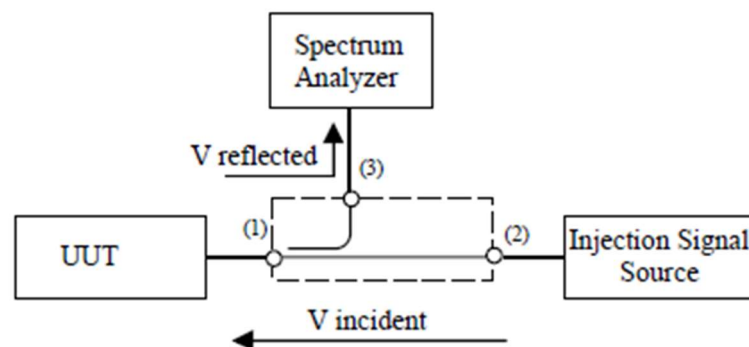 Spectrum
Analyzer
V reflected
(3)
(1)
(2)
UUT
Injection Signal
Source
V incident